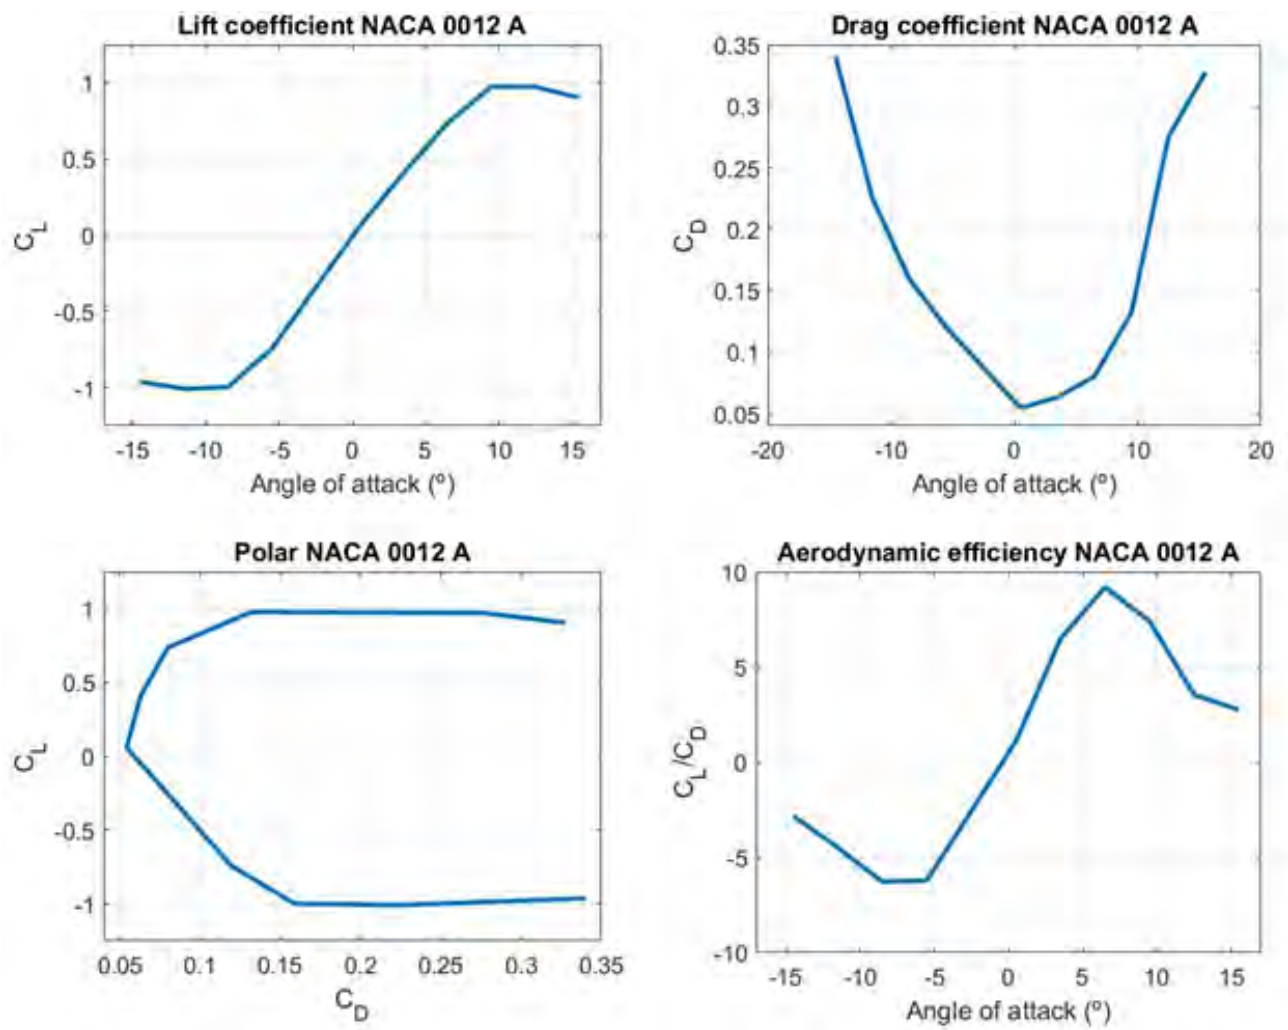 Lift coefficient NACA 0012 A
C_L
1
0.5
0
-0.5
-1
-15 -10 -5 0 5 10 15
Angle of attack (º)
Drag coefficient NACA 0012 A
C_D
0.35
0.3
0.25
0.2
0.15
0.1
0.05
-20 -10 0 10 20
Angle of attack (º)
Polar NACA 0012 A
C_L
1
0.5
0
-0.5
-1
0.05 0.1 0.15 0.2 0.25 0.3 0.35
C_D
Aerodynamic efficiency NACA 0012 A
C_L/C_D
10
5
0
-5
-10
-15 -10 -5 0 5 10 15
Angle of attack (º)